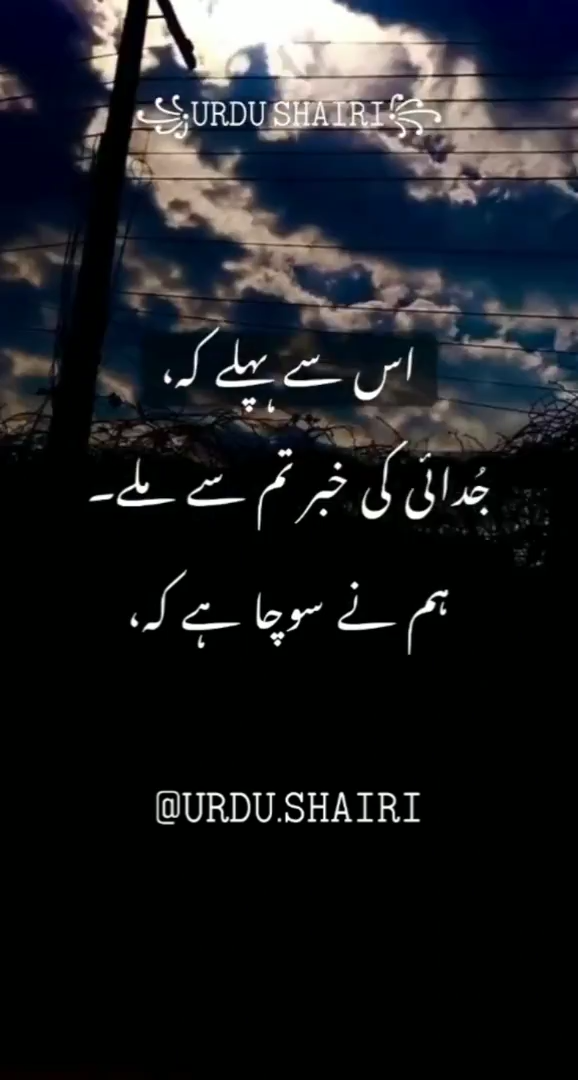 URDU SHAIRI
اس سے پہلے کہ،
جُدائی کی خبر تم سے ملے۔
ہم نے سوچا ہے کہ،
@URDU.SHAIRI